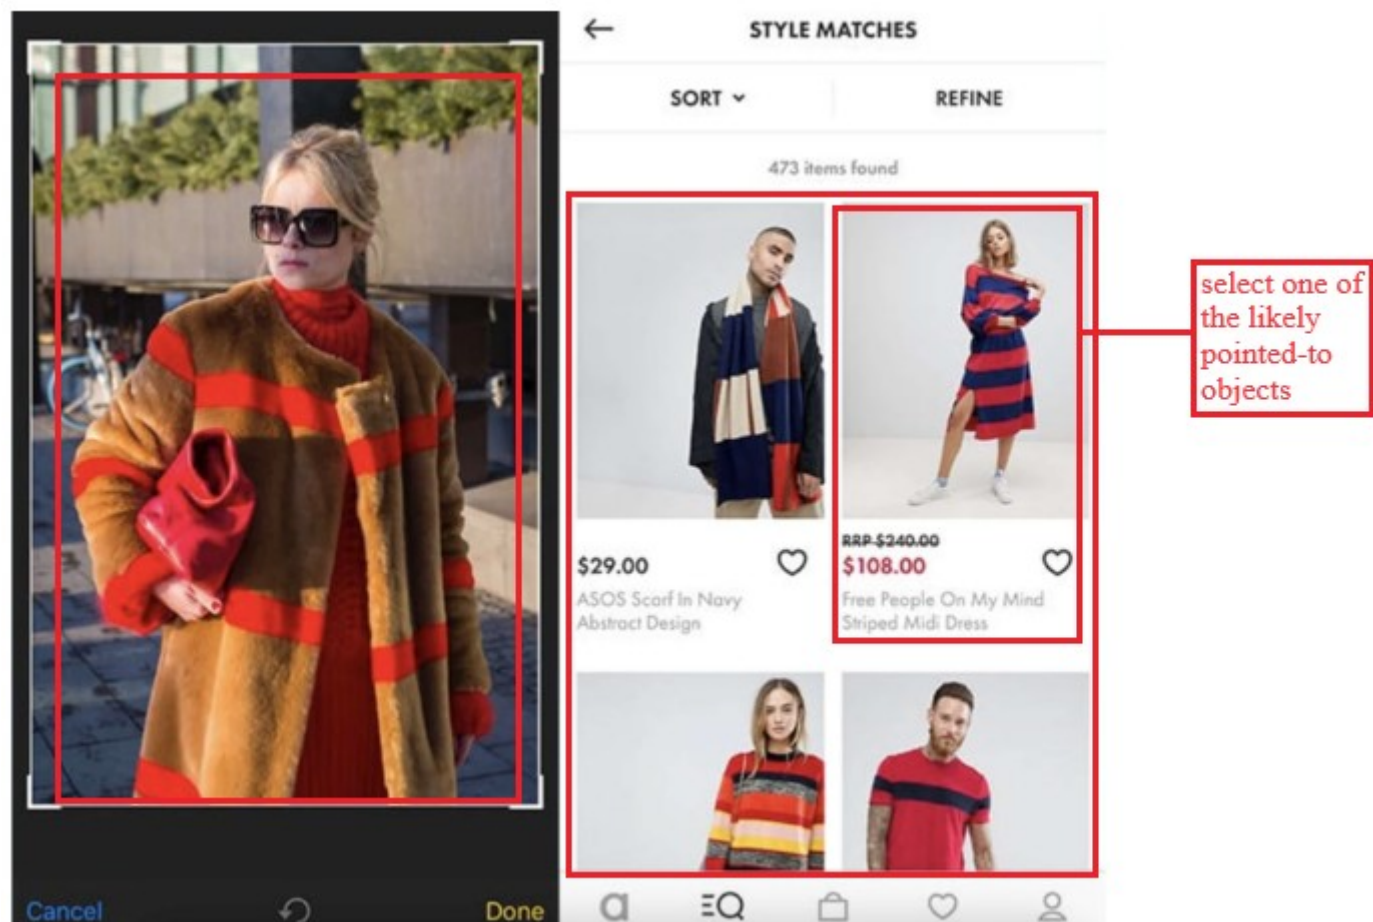 STYLE MATCHES
SORT
REFINE
473 items found
$29.00
ASOS Scarf In Navy
Abstract Design
RRP $240.00
$108.00
Free People On My Mind
Striped Midi Dress
select one of
the likely
pointed-to
objects
Cancel
Done
a